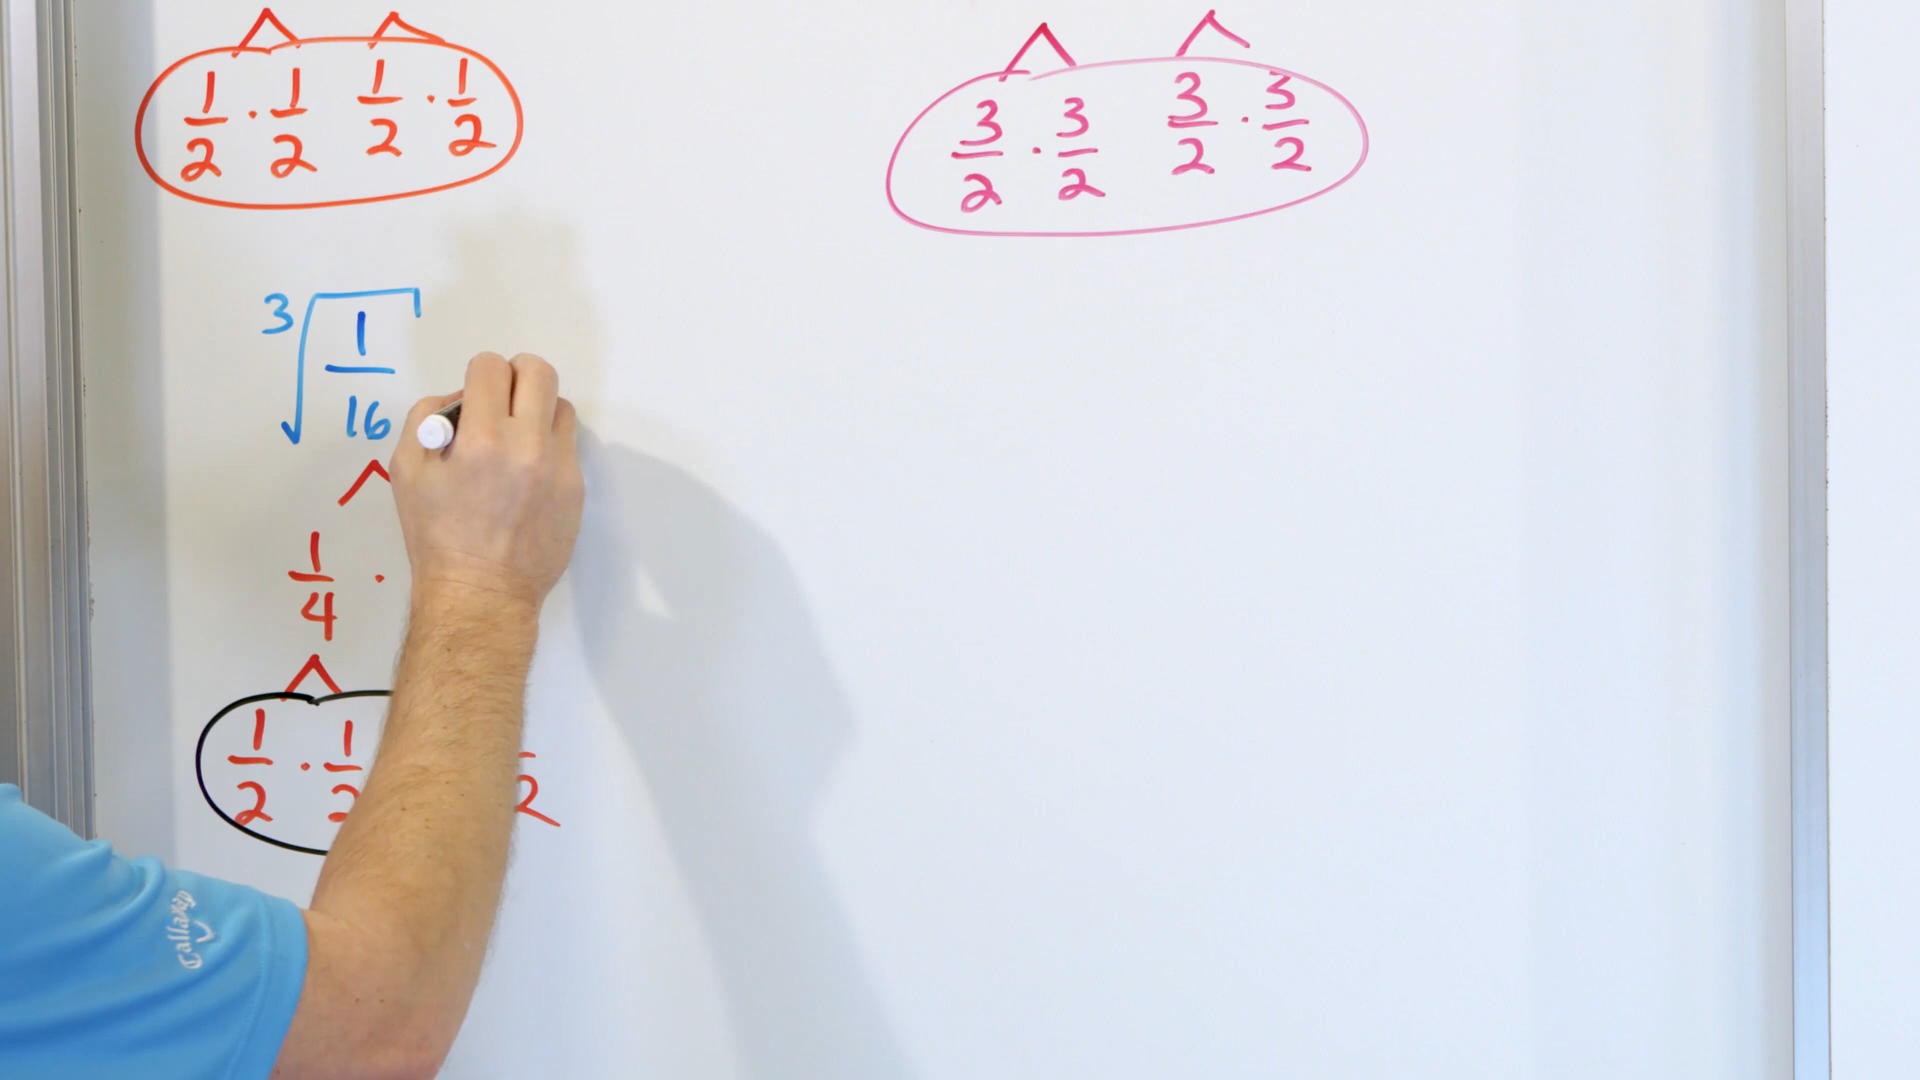 1/2 · 1/2 1/2 · 1/2
3/2 · 3/2 3/2 · 3/2
3√(1/16)
1/4 ·
1/2 · 1/2
2
Callaway